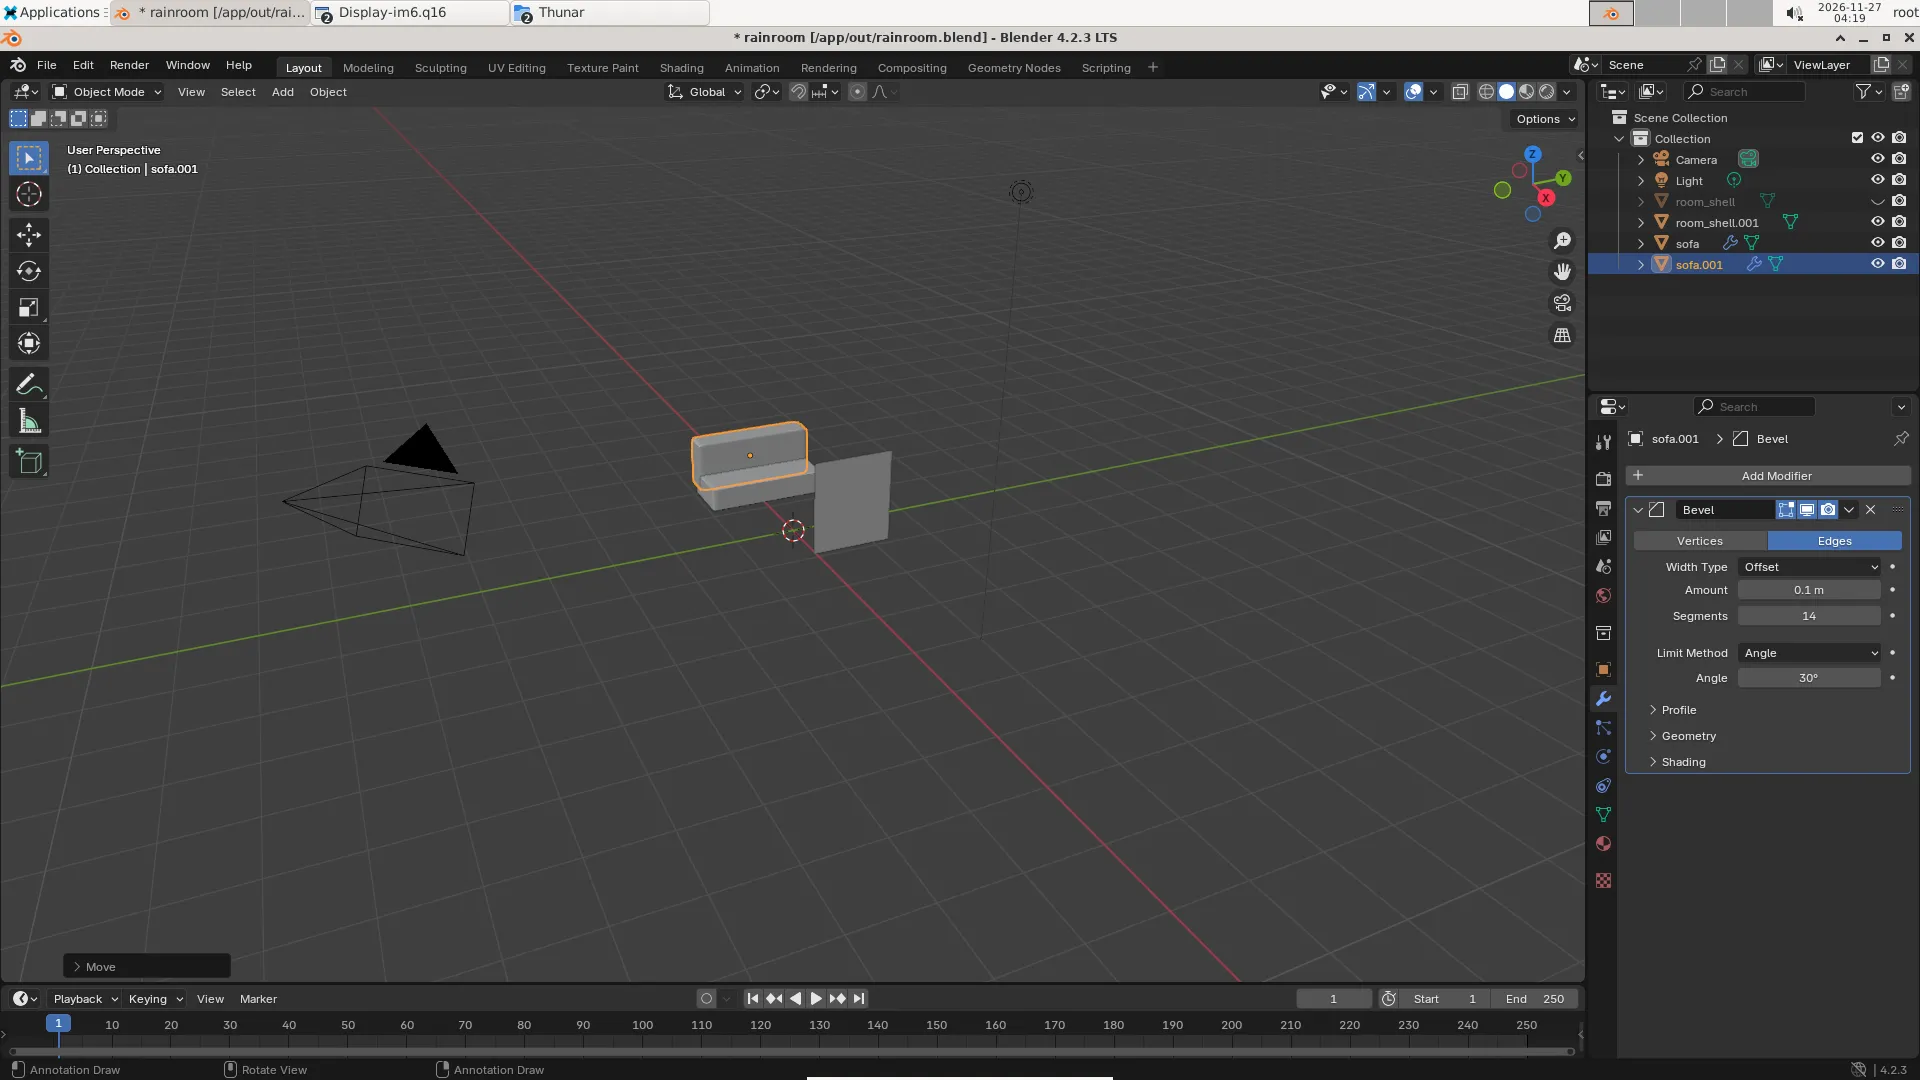 Applications
* rainroom [/app/out/rai...
Display-im6.q16
Thunar
2026-11-27
04:19
root
* rainroom [/app/out/rainroom.blend] - Blender 4.2.3 LTS
File Edit Render Window Help
Layout Modeling Sculpting UV Editing Texture Paint Shading Animation Rendering Compositing Geometry Nodes Scripting
Scene
ViewLayer
Object Mode View Select Add Object
Global
Search
Options
User Perspective
(1) Collection | sofa.001
Z
Y
X
Scene Collection
Collection
Camera
Light
room_shell
room_shell.001
sofa
sofa.001
Search
sofa.001 > Bevel
+ Add Modifier
Bevel
Vertices Edges
Width Type Offset
Amount 0.1 m
Segments 14
Limit Method Angle
Angle 30°
Profile
Geometry
Shading
Move
Playback Keying View Marker
1
Start 1
End 250
1 10 20 30 40 50 60 70 80 90 100 110 120 130 140 150 160 170 180 190 200 210 220 230 240 250
Annotation Draw
Rotate View
Annotation Draw
4.2.3